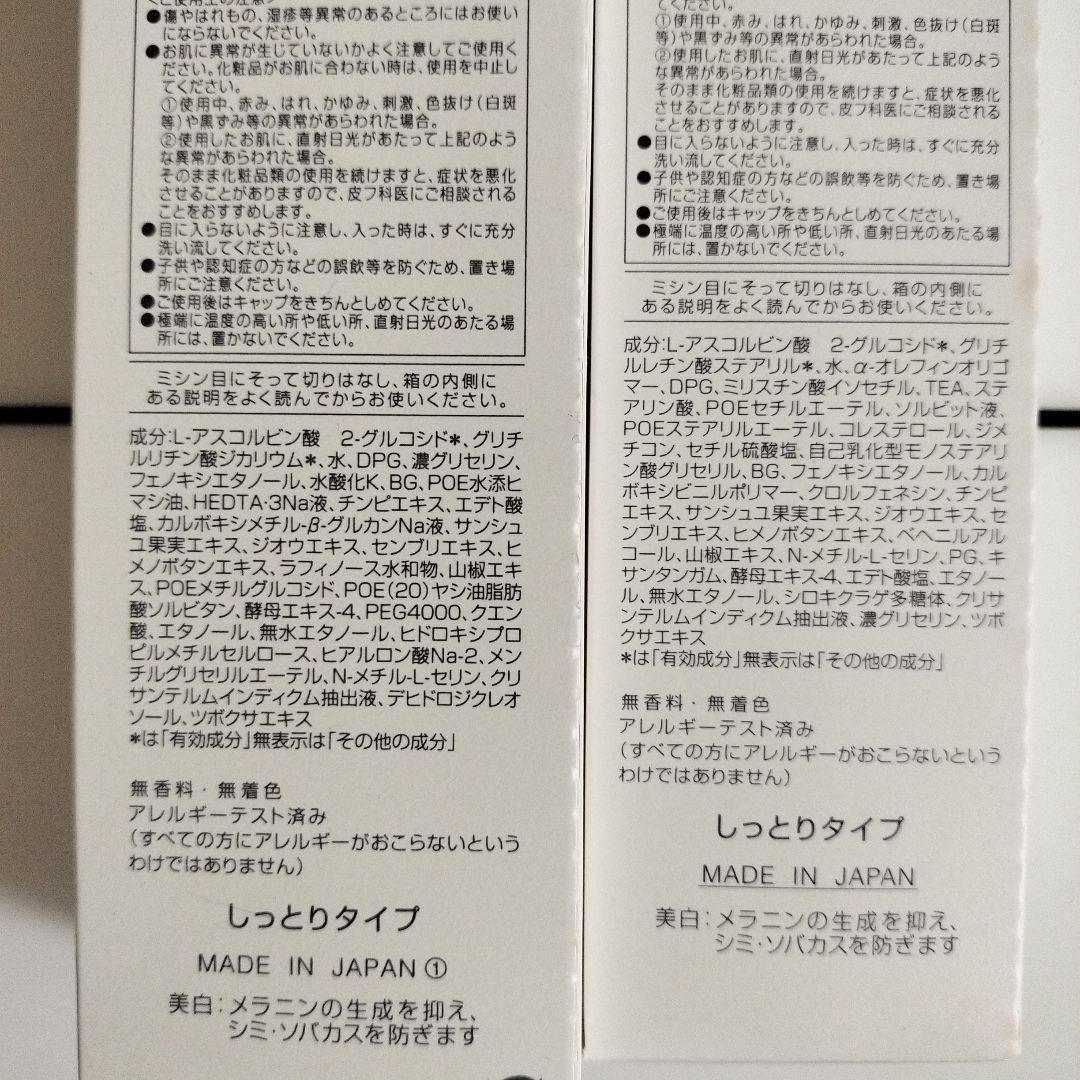 <ご使用上の注意>
●傷やはれもの、湿疹等異常のあるところにはお使い
にならないでください。
●お肌に異常が生じていないかよく注意してご使用く
ださい。化粧品がお肌に合わない時は、使用を中止し
てください。
①使用中、赤み、はれ、かゆみ、刺激、色抜け(白斑
等)や黒ずみ等の異常があらわれた場合。
②使用したお肌に、直射日光があたって上記のよう
な異常があらわれた場合。
そのまま化粧品類の使用を続けますと、症状を悪化
させることがありますので、皮フ科医にご相談される
ことをおすすめします。
●目に入らないように注意し、入った時は、すぐに充分
洗い流してください。
●子供や認知症の方などの誤飲等を防ぐため、置き場
所にご注意ください。
●ご使用後はキャップをきちんとしめてください。
●極端に温度の高い所や低い所、直射日光のあたる場
所には、置かないでください。
ミシン目にそって切りはなし、箱の内側に
ある説明をよく読んでからお使いください。
成分:L-アスコルビン酸 2-グルコシド*、グリチ
ルリチン酸ジカリウム*、水、DPG、濃グリセリン、
フェノキシエタノール、水酸化K、BG、POE水添ヒ
マシ油、HEDTA・3Na液、チンピエキス、エデト酸
塩、カルボキシメチル-β-グルカンNa液、サンシュ
ユ果実エキス、ジオウエキス、センブリエキス、ヒ
メノボタンエキス、ラフィノース水和物、山椒エキ
ス、POEメチルグルコシド、POE(20)ヤシ油脂肪
酸ソルビタン、酵母エキス-4、PEG4000、クエン
酸、エタノール、無水エタノール、ヒドロキシプロ
ピルメチルセルロース、ヒアルロン酸Na-2、メン
チルグリセリルエーテル、N-メチル-L-セリン、クリ
サンテルムインディクム抽出液、デヒドロジクレオ
ソール、ツボクサエキス
*は「有効成分」無表示は「その他の成分」
無香料・無着色
アレルギーテスト済み
(すべての方にアレルギーがおこらないという
わけではありません)
しっとりタイプ
MADE IN JAPAN ①
美白:メラニンの生成を抑え、
シミ・ソバカスを防ぎます
てください。
①使用中、赤み、はれ、かゆみ、刺激、色抜け(白斑
等)や黒ずみ等の異常があらわれた場合。
②使用したお肌に、直射日光があたって上記のよう
な異常があらわれた場合。
そのまま化粧品類の使用を続けますと、症状を悪化
させることがありますので、皮フ科医にご相談される
ことをおすすめします。
●目に入らないように注意し、入った時は、すぐに充分
洗い流してください。
●子供や認知症の方などの誤飲等を防ぐため、置き場
所にご注意ください。
●ご使用後はキャップをきちんとしめてください。
●極端に温度の高い所や低い所、直射日光のあたる場
所には、置かないでください。
ミシン目にそって切りはなし、箱の内側に
ある説明をよく読んでからお使いください。
成分:L-アスコルビン酸 2-グルコシド*、グリチ
ルレチン酸ステアリル*、水、α-オレフィンオリゴ
マー、DPG、ミリスチン酸イソセチル、TEA、ステ
アリン酸、POEセチルエーテル、ソルビット液、
POEステアリルエーテル、コレステロール、ジメ
チコン、セチル硫酸塩、自己乳化型モノステアリ
ン酸グリセリル、BG、フェノキシエタノール、カル
ボキシビニルポリマー、クロルフェネシン、チンピ
エキス、サンシュユ果実エキス、ジオウエキス、セ
ンブリエキス、ヒメノボタンエキス、ベヘニルアル
コール、山椒エキス、N-メチル-L-セリン、PG、キ
サンタンガム、酵母エキス-4、エデト酸塩、エタノー
ル、無水エタノール、シロキクラゲ多糖体、クリサ
ンテルムインディクム抽出液、濃グリセリン、ツボ
クサエキス
*は「有効成分」無表示は「その他の成分」
無香料・無着色
アレルギーテスト済み
(すべての方にアレルギーがおこらないという
わけではありません)
しっとりタイプ
MADE IN JAPAN
美白:メラニンの生成を抑え、
シミ・ソバカスを防ぎます